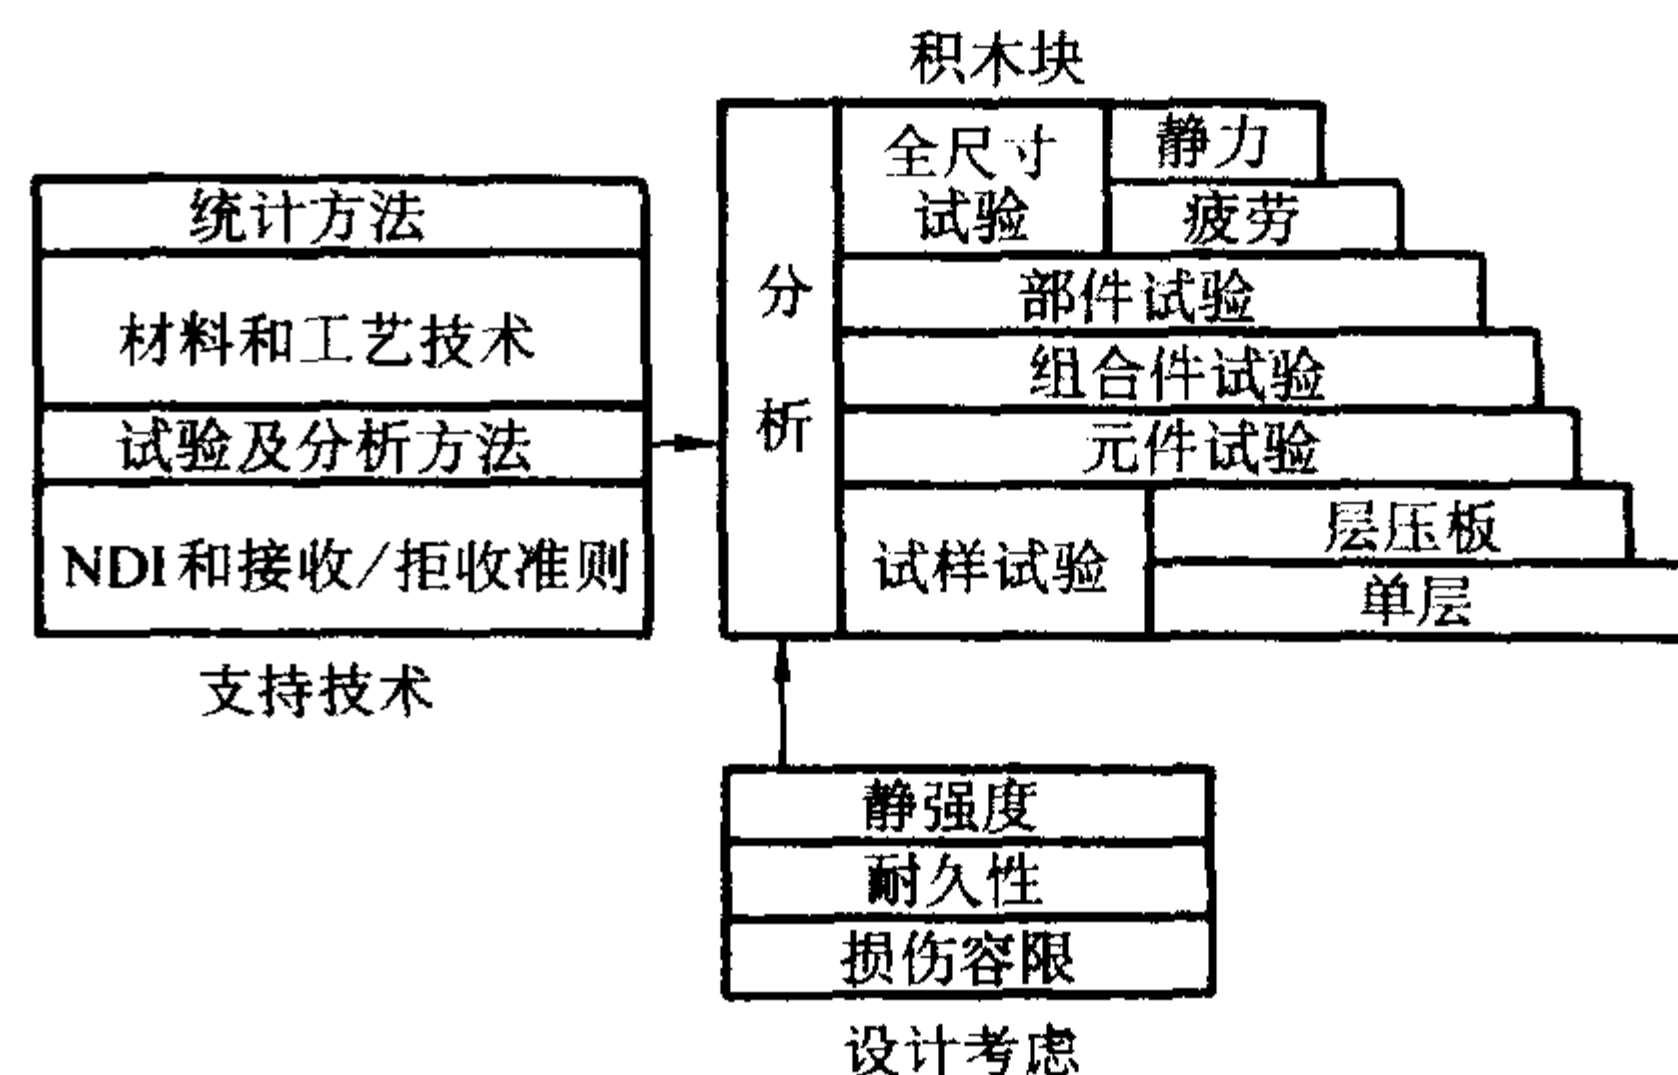 统计方法
材料和工艺技术
试验及分析方法
NDI和接收/拒收准则
支持技术
积木块
分
析
全尺寸
试验
静力
疲劳
部件试验
组合件试验
元件试验
试样试验
层压板
单层
静强度
耐久性
损伤容限
设计考虑